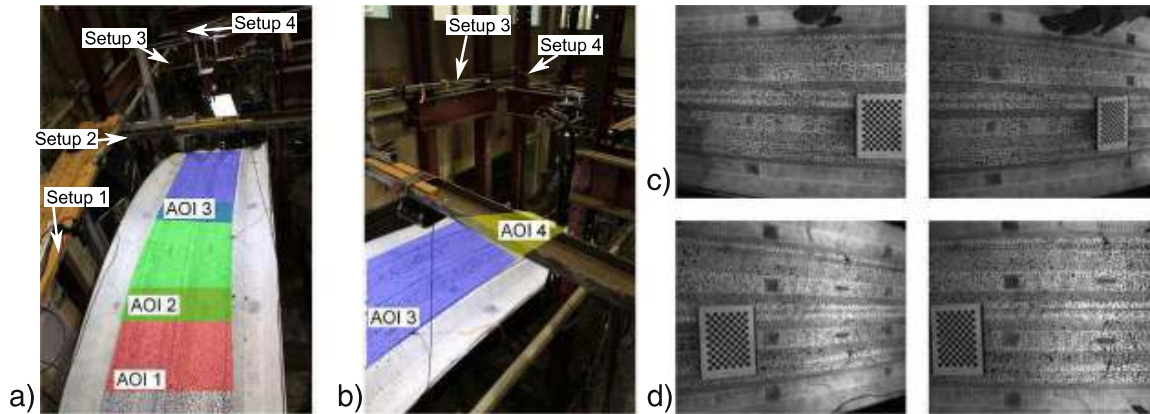 Setup 4
Setup 3
Setup 2
Setup 1
AOI 3
AOI 2
AOI 1
a)
Setup 3
Setup 4
AOI 4
AOI 3
b)
c)
d)